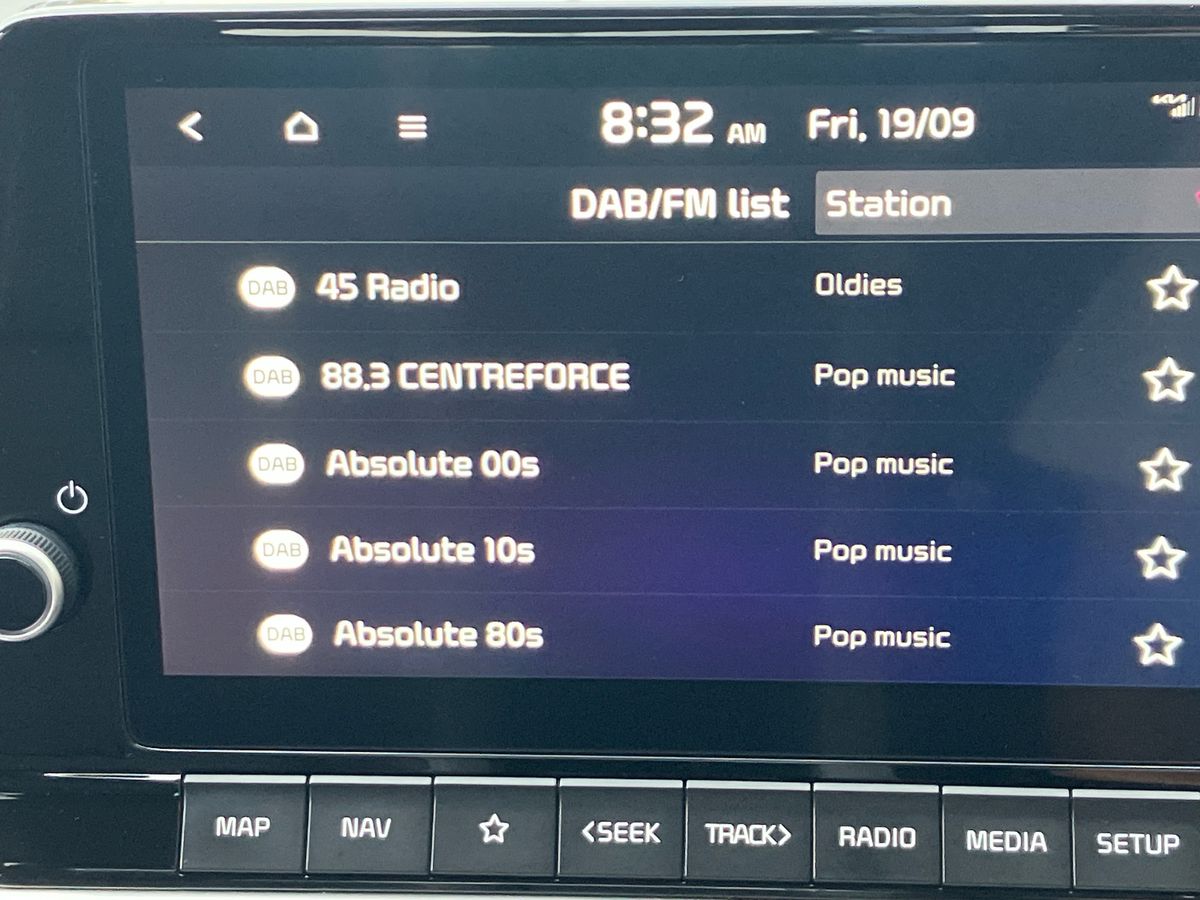 8:32 AM Fri, 19/09
DAB/FM list Station
DAB 45 Radio Oldies
DAB 88.3 CENTREFORCE Pop music
DAB Absolute 00s Pop music
DAB Absolute 10s Pop music
DAB Absolute 80s Pop music
MAP NAV <SEEK TRACK> RADIO MEDIA SETUP